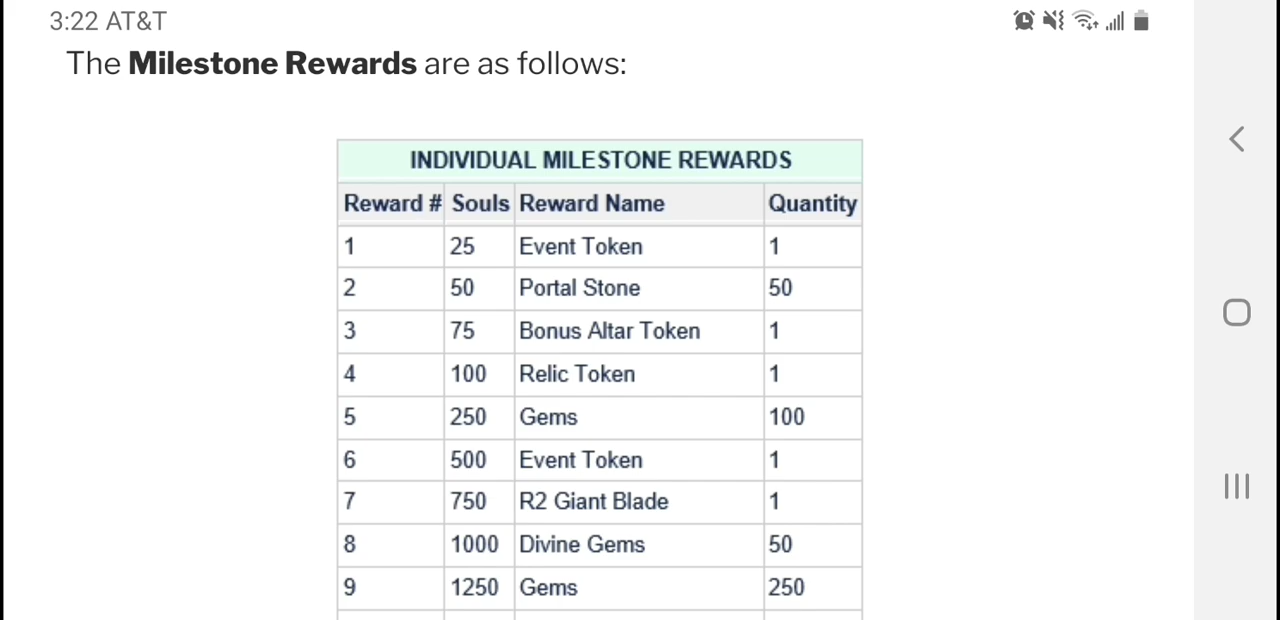 3:22 AT&T
The Milestone Rewards are as follows:
INDIVIDUAL MILESTONE REWARDS
Reward # Souls Reward Name Quantity
1 25 Event Token 1
2 50 Portal Stone 50
3 75 Bonus Altar Token 1
4 100 Relic Token 1
5 250 Gems 100
6 500 Event Token 1
7 750 R2 Giant Blade 1
8 1000 Divine Gems 50
9 1250 Gems 250